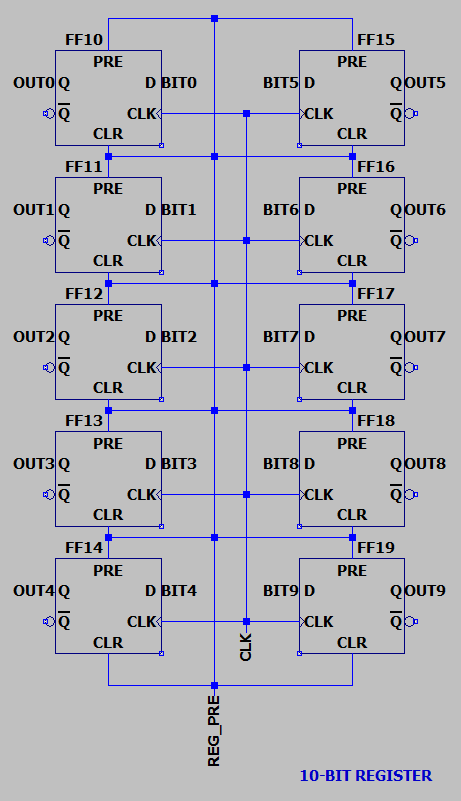 FF10 FF15
PRE PRE
OUT0 Q D BIT0 BIT5 D Q OUT5
Q CLK CLK Q
CLR CLR
FF11 FF16
PRE PRE
OUT1 Q D BIT1 BIT6 D Q OUT6
Q CLK CLK Q
CLR CLR
FF12 FF17
PRE PRE
OUT2 Q D BIT2 BIT7 D Q OUT7
Q CLK CLK Q
CLR CLR
FF13 FF18
PRE PRE
OUT3 Q D BIT3 BIT8 D Q OUT8
Q CLK CLK Q
CLR CLR
FF14 FF19
PRE PRE
OUT4 Q D BIT4 BIT9 D Q OUT9
Q CLK CLK Q
CLR CLR
CLK
REG_PRE
10-BIT REGISTER